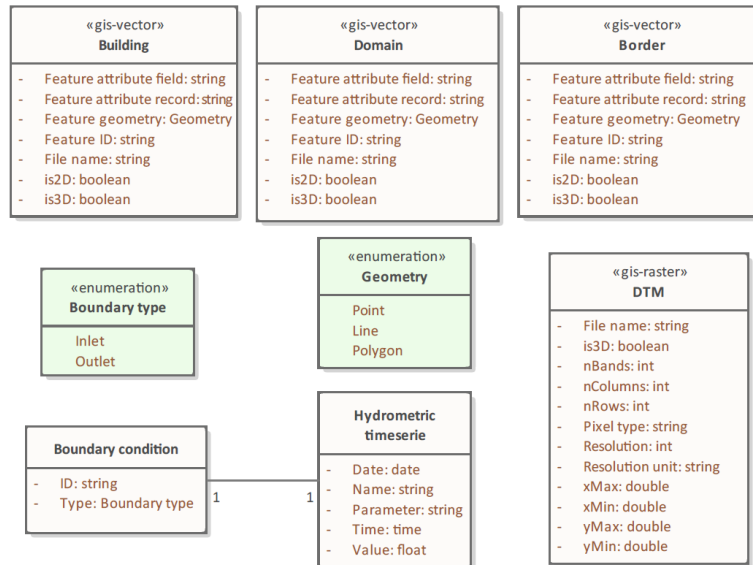 «gis-vector»
Building
- Feature attribute field: string
- Feature attribute record: string
- Feature geometry: Geometry
- Feature ID: string
- File name: string
- is2D: boolean
- is3D: boolean
«gis-vector»
Domain
- Feature attribute field: string
- Feature attribute record: string
- Feature geometry: Geometry
- Feature ID: string
- File name: string
- is2D: boolean
- is3D: boolean
«gis-vector»
Border
- Feature attribute field: string
- Feature attribute record: string
- Feature geometry: Geometry
- Feature ID: string
- File name: string
- is2D: boolean
- is3D: boolean
«enumeration»
Boundary type
Inlet
Outlet
«enumeration»
Geometry
Point
Line
Polygon
«gis-raster»
DTM
- File name: string
- is3D: boolean
- nBands: int
- nColumns: int
- nRows: int
- Pixel type: string
- Resolution: int
- Resolution unit: string
- xMax: double
- xMin: double
- yMax: double
- yMin: double
Boundary condition
- ID: string
- Type: Boundary type
1
1
Hydrometric
timeserie
- Date: date
- Name: string
- Parameter: string
- Time: time
- Value: float